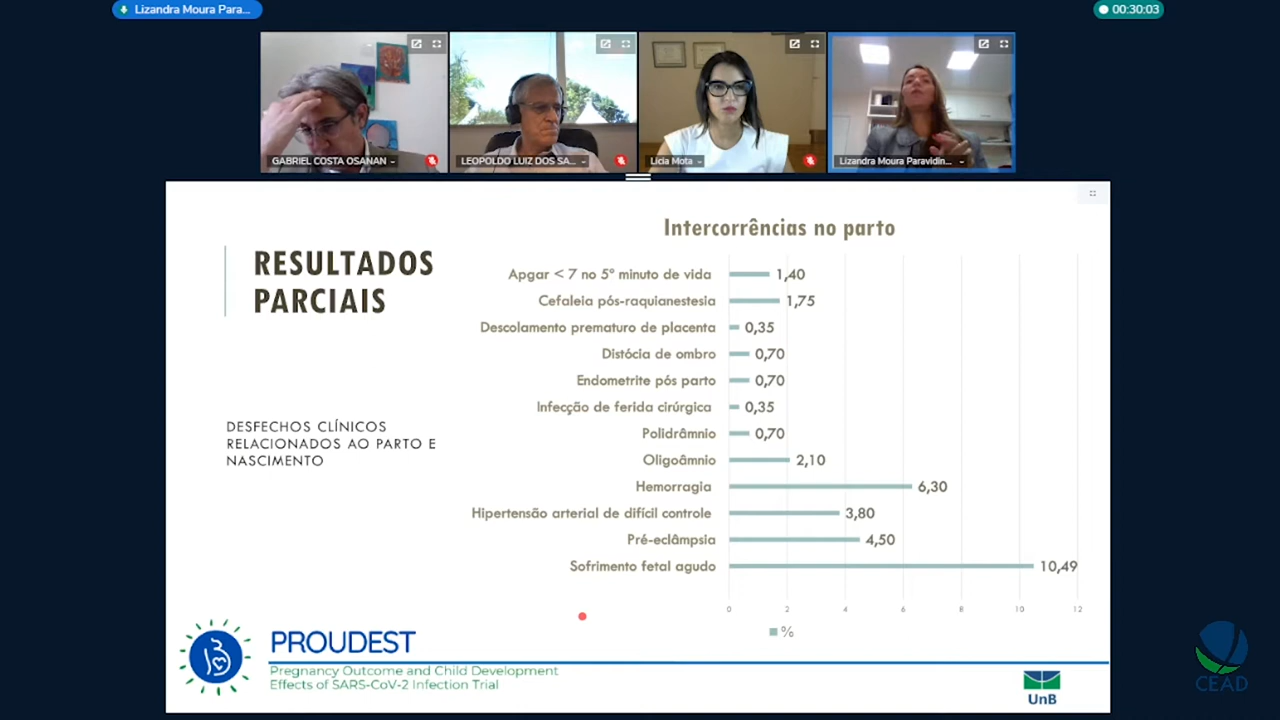 Lizandra Moura Para...
00:30:03
GABRIEL COSTA OSANAN
LEOPOLDO LUIZ DOS SA...
Licia Mota
Lizandra Moura Paravidin...
Intercorrências no parto
RESULTADOS
PARCIAIS
DESFECHOS CLÍNICOS
RELACIONADOS AO PARTO E
NASCIMENTO
Apgar < 7 no 5º minuto de vida 1,40
Cefaleia pós-raquianestesia 1,75
Descolamento prematuro de placenta 0,35
Distócia de ombro 0,70
Endometrite pós parto 0,70
Infecção de ferida cirúrgica 0,35
Polidrâmnio 0,70
Oligoâmnio 2,10
Hemorragia 6,30
Hipertensão arterial de difícil controle 3,80
Pré-eclâmpsia 4,50
Sofrimento fetal agudo 10,49
0 2 4 6 8 10 12
%
PROUDEST
Pregnancy Outcome and Child Development
Effects of SARS-CoV-2 Infection Trial
UnB
CEAD